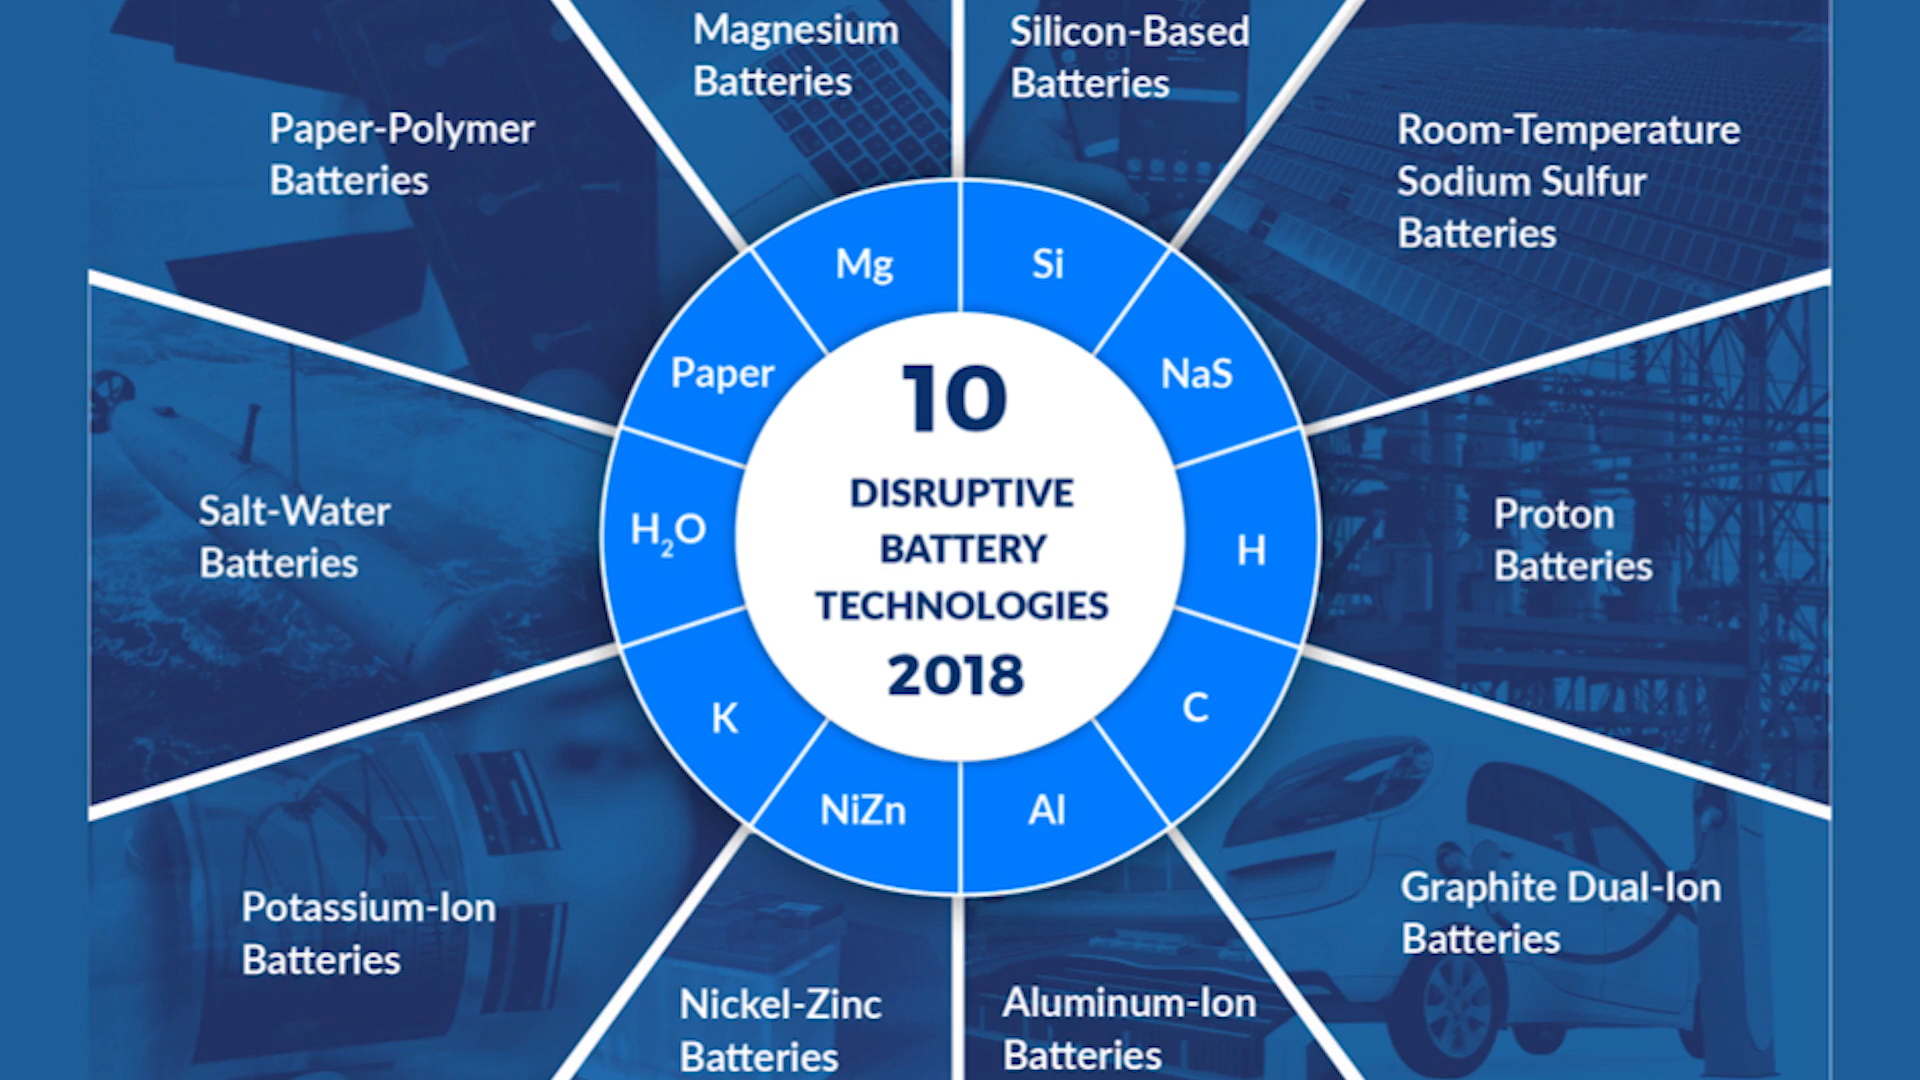 Magnesium
Batteries
Silicon-Based
Batteries
Paper-Polymer
Batteries
Room-Temperature
Sodium Sulfur
Batteries
Mg
Si
Paper
NaS
10
DISRUPTIVE
BATTERY
TECHNOLOGIES
2018
Salt-Water
Batteries
H₂O
H
Proton
Batteries
K
C
NiZn
Al
Potassium-Ion
Batteries
Graphite Dual-Ion
Batteries
Nickel-Zinc
Batteries
Aluminum-Ion
Batteries